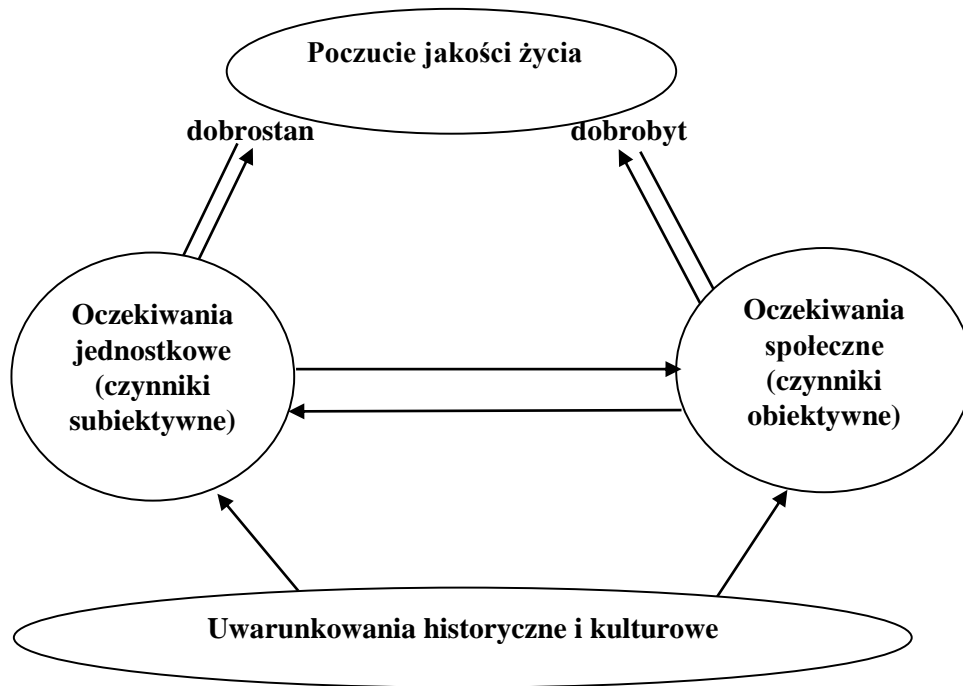 Poczucie jakości życia
dobrostan
dobrobyt
Oczekiwania
jednostkowe
(czynniki
subiektywne)
Oczekiwania
społeczne
(czynniki
obiektywne)
Uwarunkowania historyczne i kulturowe